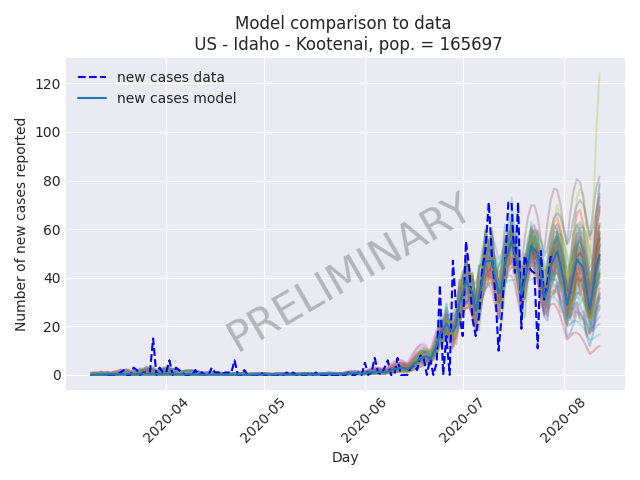 Model comparison to data
US - Idaho - Kootenai, pop. = 165697
new cases data
new cases model
PRELIMINARY
Number of new cases reported
120
100
80
60
40
20
0
2020-04
2020-05
2020-06
2020-07
2020-08
Day